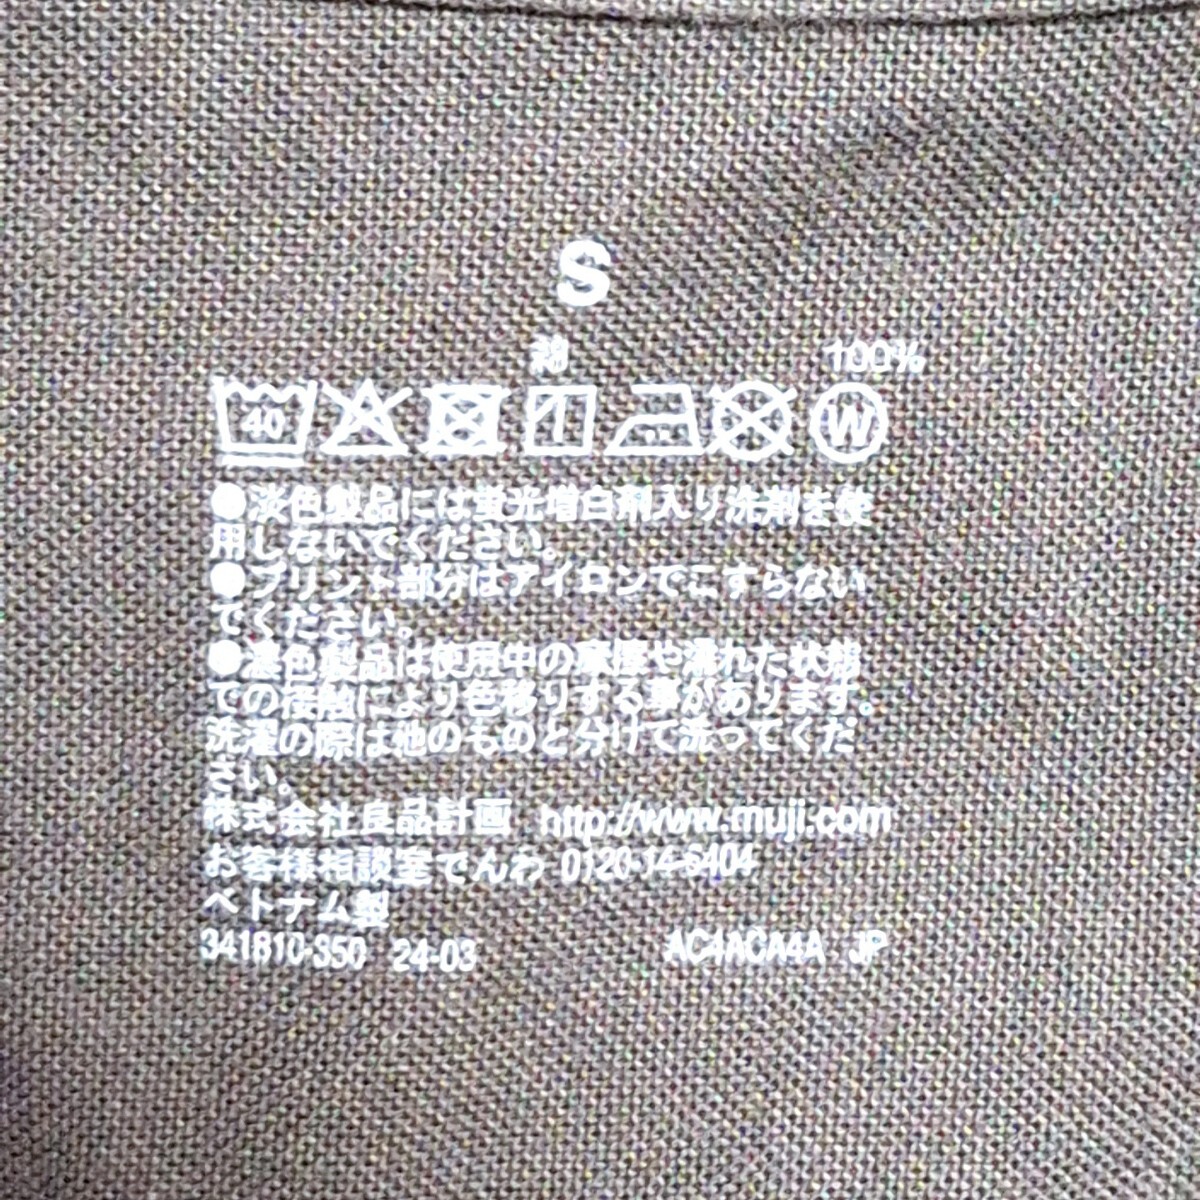 S
綿 100%
40
W
●淡色製品には蛍光増白剤入り洗剤を使
用しないでください。
●プリント部分はアイロンでこすらない
でください。
●濃色製品は使用中の摩擦や濡れた状態
での接触により色移りする事があります。
洗濯の際は他のものと分けて洗ってくだ
さい。
株式会社良品計画 http://www.muji.com
お客様相談室でんわ 0120-14-6404
ベトナム製
341810-350 24-03 AC4ACA4A JP